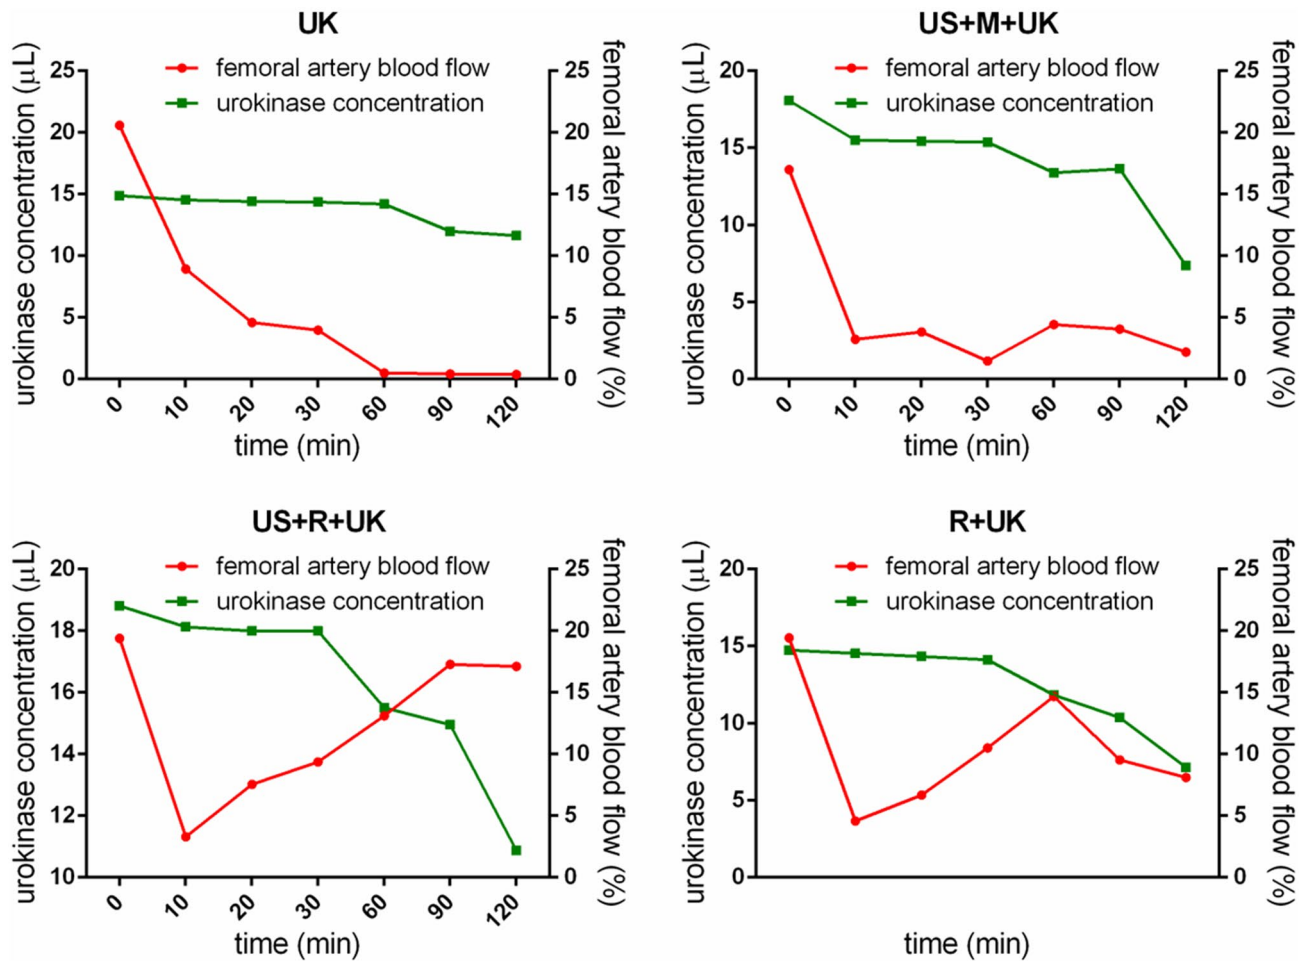 UK
femoral artery blood flow
urokinase concentration
urokinase concentration (μL)
25
20
15
10
5
0
25
20
15
10
5
0
femoral artery blood flow (%)
0 10 20 30 60 90 120
time (min)
US+M+UK
femoral artery blood flow
urokinase concentration
urokinase concentration (μL)
20
15
10
5
0
25
20
15
10
5
0
femoral artery blood flow (%)
0 10 20 30 60 90 120
time (min)
US+R+UK
femoral artery blood flow
urokinase concentration
urokinase concentration (μL)
20
18
16
14
12
10
25
20
15
10
5
0
femoral artery blood flow (%)
0 10 20 30 60 90 120
time (min)
R+UK
femoral artery blood flow
urokinase concentration
urokinase concentration (μL)
20
15
10
5
0
25
20
15
10
5
0
femoral artery blood flow (%)
time (min)